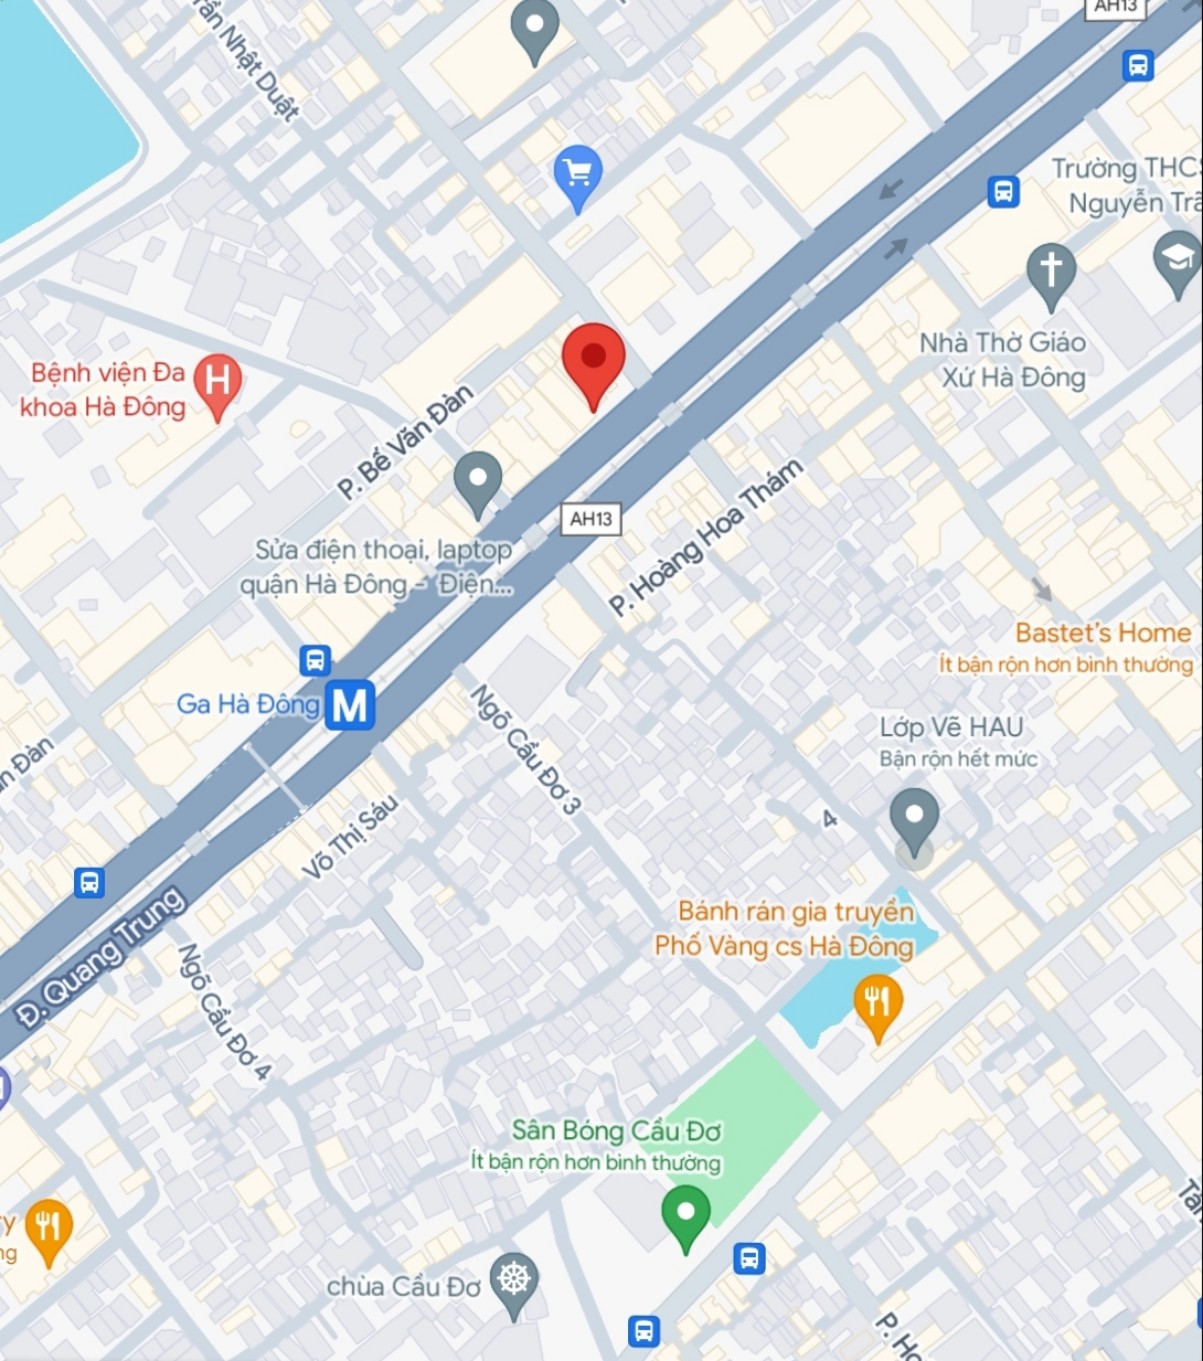 AH13
Trần Nhật Duật
Trường THCS
Nguyễn Trã
Nhà Thờ Giáo
Xứ Hà Đông
Bệnh viện Đa
khoa Hà Đông
H
P. Bế Văn Đàn
AH13
P. Hoàng Hoa Thám
Sửa điện thoại, laptop
quận Hà Đông - Điện...
Bastet's Home
Ít bận rộn hơn bình thường
Ga Hà Đông
M
Ngõ Cầu Đơ 3
Lớp Vẽ HAU
Bận rộn hết mức
n Đàn
Võ Thị Sáu
4
Đ. Quang Trung
Bánh rán gia truyền
Phố Vàng cs Hà Đông
Ngõ Cầu Đơ 4
Sân Bóng Cầu Đơ
Ít bận rộn hơn bình thường
y
ng
chùa Cầu Đơ
P. Ho